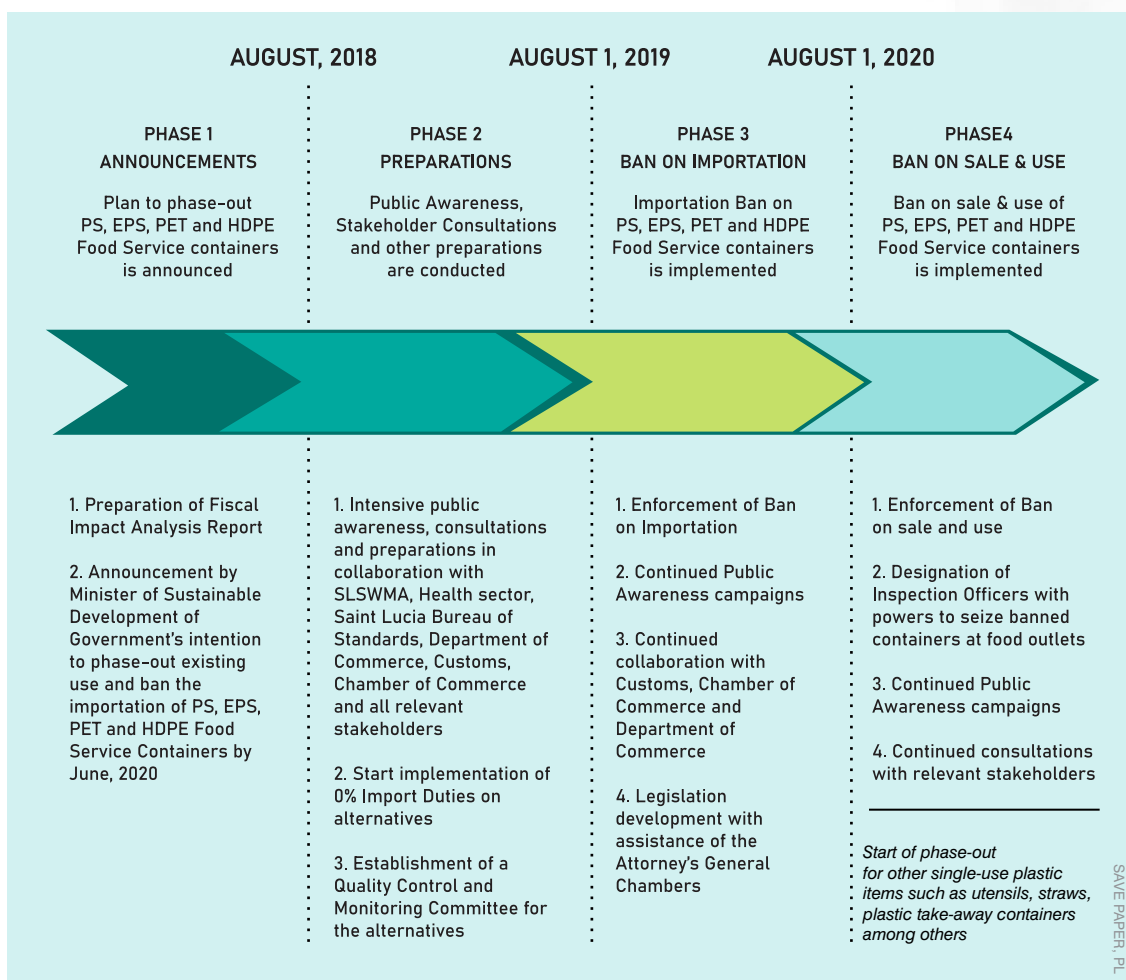 AUGUST, 2018
AUGUST 1, 2019
AUGUST 1, 2020
PHASE 1
ANNOUNCEMENTS
Plan to phase-out
PS, EPS, PET and HDPE
Food Service containers
is announced
PHASE 2
PREPARATIONS
Public Awareness,
Stakeholder Consultations
and other preparations
are conducted
PHASE 3
BAN ON IMPORTATION
Importation Ban on
PS, EPS, PET and HDPE
Food Service containers
is implemented
PHASE4
BAN ON SALE & USE
Ban on sale & use of
PS, EPS, PET and HDPE
Food Service containers
is implemented
1. Preparation of Fiscal
Impact Analysis Report
2. Announcement by
Minister of Sustainable
Development of
Government's intention
to phase-out existing
use and ban the
importation of PS, EPS,
PET and HDPE Food
Service Containers by
June, 2020
1. Intensive public
awareness, consultations
and preparations in
collaboration with
SLSWMA, Health sector,
Saint Lucia Bureau of
Standards, Department of
Commerce, Customs,
Chamber of Commerce
and all relevant
stakeholders
2. Start implementation of
0% Import Duties on
alternatives
3. Establishment of a
Quality Control and
Monitoring Committee for
the alternatives
1. Enforcement of Ban
on Importation
2. Continued Public
Awareness campaigns
3. Continued
collaboration with
Customs, Chamber of
Commerce and
Department of
Commerce
4. Legislation
development with
assistance of the
Attorney's General
Chambers
1. Enforcement of Ban
on sale and use
2. Designation of
Inspection Officers with
powers to seize banned
containers at food outlets
3. Continued Public
Awareness campaigns
4. Continued consultations
with relevant stakeholders
Start of phase-out
for other single-use plastic
items such as utensils, straws,
plastic take-away containers
among others
SAVE PAPER, PL